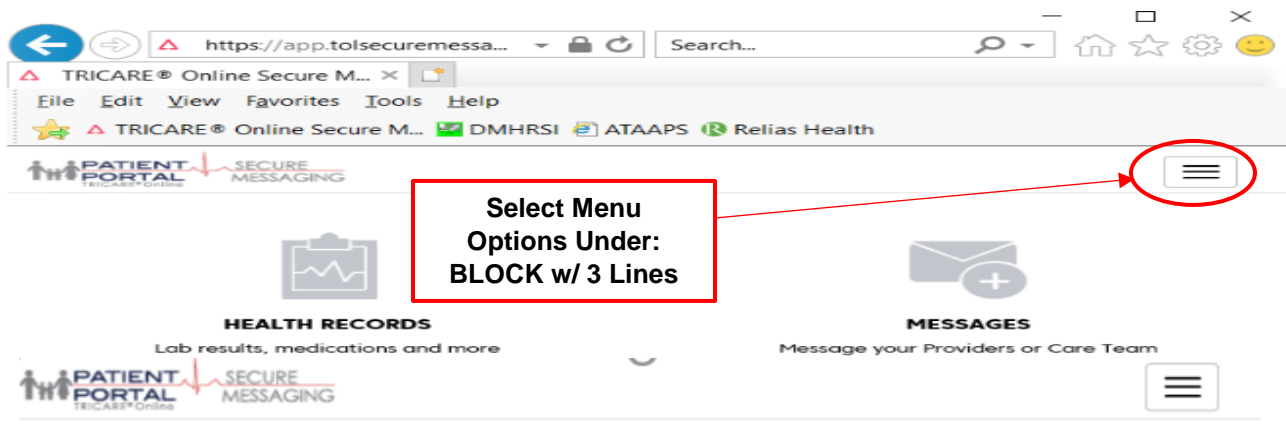 https://app.tolsecuremessa...
Search...
TRICARE® Online Secure M...
File Edit View Favorites Tools Help
TRICARE® Online Secure M... DMHRSI ATAAPS Relias Health
PATIENT SECURE
PORTAL MESSAGING
TRICARE® Online
Select Menu
Options Under:
BLOCK w/ 3 Lines
HEALTH RECORDS
Lab results, medications and more
MESSAGES
Message your Providers or Care Team
PATIENT SECURE
PORTAL MESSAGING
TRICARE® Online